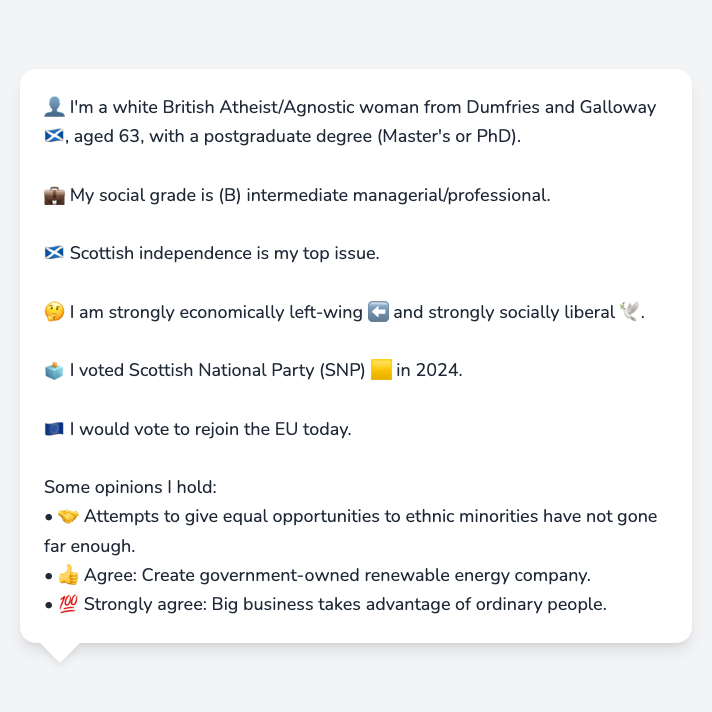 👤 I'm a white British Atheist/Agnostic woman from Dumfries and Galloway
🏴󠁧󠁢󠁳󠁣󠁴󠁿, aged 63, with a postgraduate degree (Master's or PhD).
💼 My social grade is (B) intermediate managerial/professional.
🏴󠁧󠁢󠁳󠁣󠁴󠁿 Scottish independence is my top issue.
🤔 I am strongly economically left-wing ⬅️ and strongly socially liberal 🕊️.
🗳️ I voted Scottish National Party (SNP) 🟨 in 2024.
🇪🇺 I would vote to rejoin the EU today.
Some opinions I hold:
• 🤝 Attempts to give equal opportunities to ethnic minorities have not gone
far enough.
• 👍 Agree: Create government-owned renewable energy company.
• 💯 Strongly agree: Big business takes advantage of ordinary people.